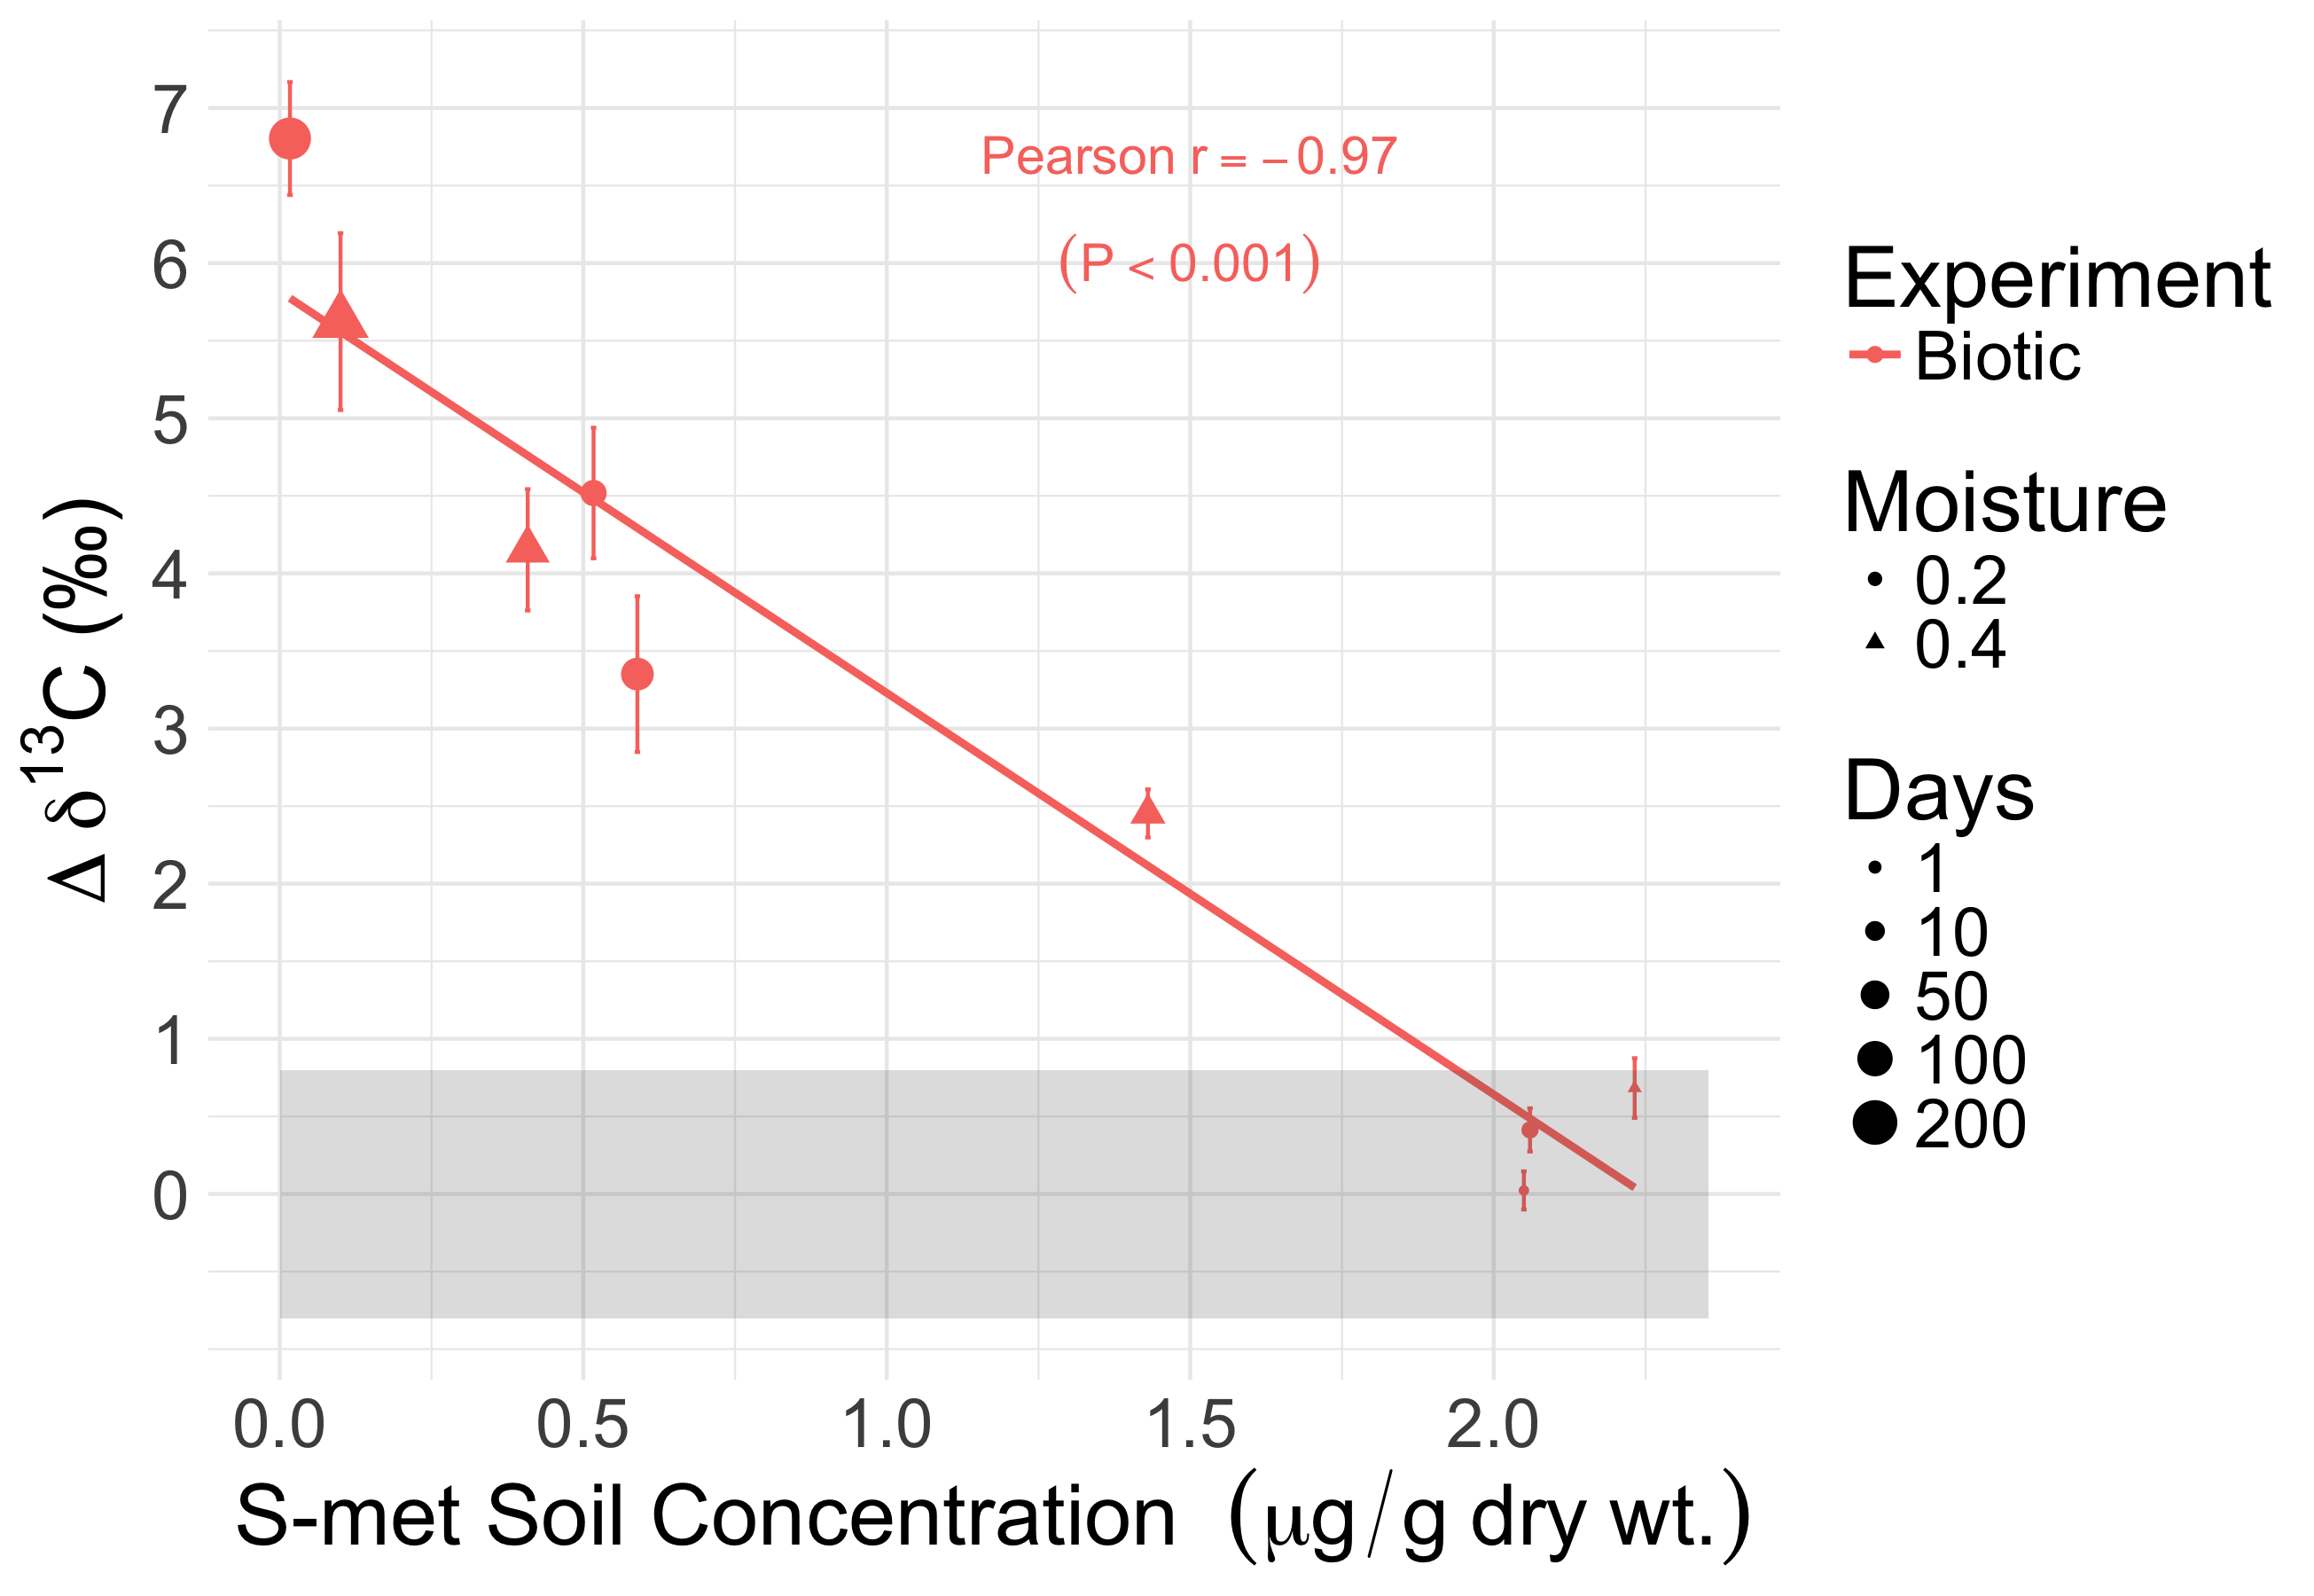 Pearson r = − 0.97
(P < 0.001)
7
6
5
4
3
2
1
0
Δ δ¹³C (‰)
0.0 0.5 1.0 1.5 2.0
S-met Soil Concentration (μg/g dry wt.)
Experiment
Biotic
Moisture
0.2
0.4
Days
1
10
50
100
200